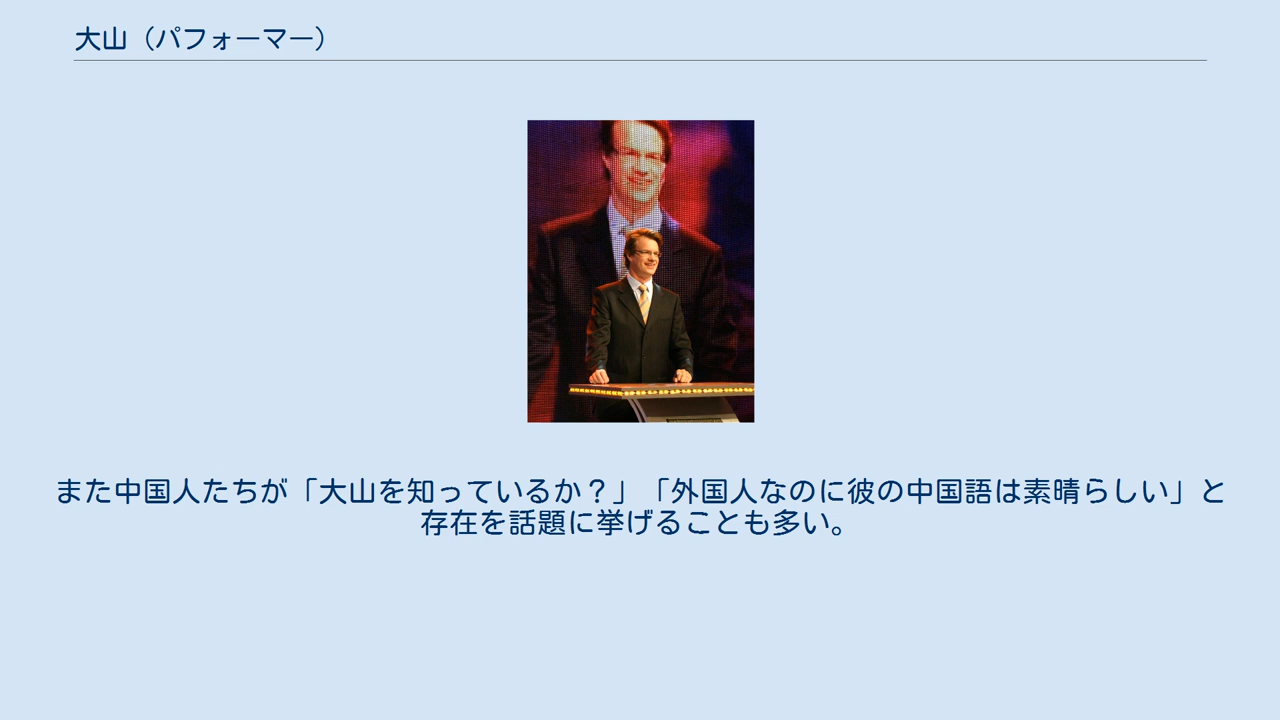 大山（パフォーマー）
また中国人たちが「大山を知っているか？」「外国人なのに彼の中国語は素晴らしい」と
存在を話題に挙げることも多い。